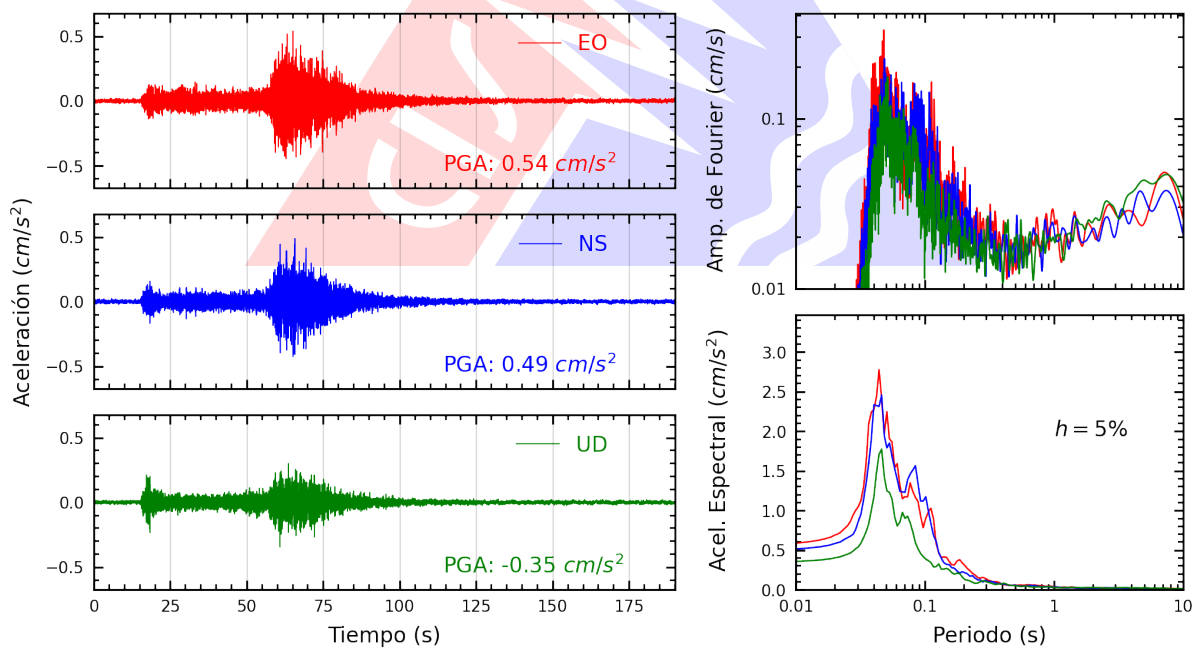 Aceleración (cm/s²)
0.5
0.0
−0.5
EO
PGA: 0.54 cm/s²
0.5
0.0
−0.5
NS
PGA: 0.49 cm/s²
0.5
0.0
−0.5
UD
PGA: -0.35 cm/s²
0 25 50 75 100 125 150 175
Tiempo (s)
Amp. de Fourier (cm/s)
0.1
0.01
Acel. Espectral (cm/s²)
3.0
2.5
2.0
1.5
1.0
0.5
0.0
h = 5%
0.01 0.1 1 10
Periodo (s)